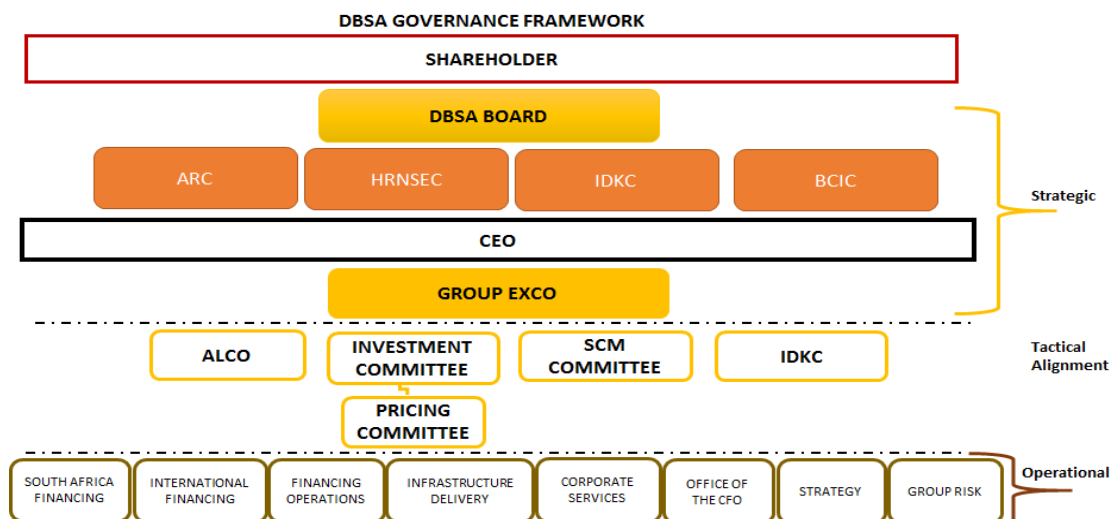 DBSA GOVERNANCE FRAMEWORK
SHAREHOLDER
DBSA BOARD
ARC
HRNSEC
IDKC
BCIC
Strategic
CEO
GROUP EXCO
ALCO
INVESTMENT
COMMITTEE
SCM
COMMITTEE
IDKC
Tactical
Alignment
PRICING
COMMITTEE
Operational
SOUTH AFRICA
FINANCING
INTERNATIONAL
FINANCING
FINANCING
OPERATIONS
INFRASTRUCTURE
DELIVERY
CORPORATE
SERVICES
OFFICE OF
THE CFO
STRATEGY
GROUP RISK